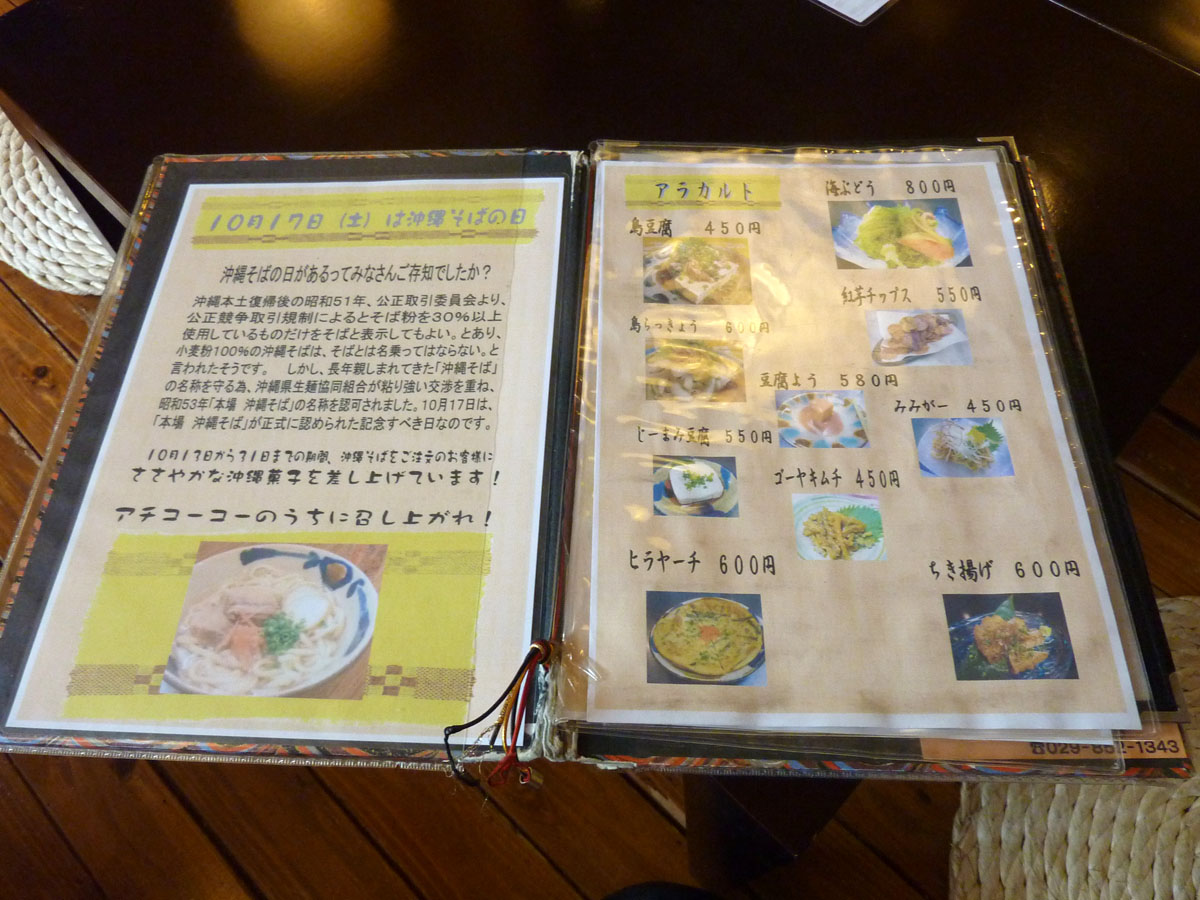 10月17日(土)は沖縄そばの日
沖縄そばの日があるってみなさんご存知でしたか?
沖縄本土復帰後の昭和51年、公正取引委員会より、
公正競争取引規制によるとそば粉を30%以上
使用しているものだけをそばと表示してもよい。とあり、
小麦粉100%の沖縄そばは、そばとは名乗ってはならない。と
言われたそうです。 しかし、長年親しまれてきた「沖縄そば」
の名称を守る為、沖縄県生麺協同組合が粘り強い交渉を重ね、
昭和53年「本場 沖縄そば」の名称を認可されました。10月17日は、
「本場 沖縄そば」が正式に認められた記念すべき日なのです。
10月17日から31日までの期間、沖縄そばをご注文のお客様に
ささやかな沖縄菓子を差し上げています!
アチコーコーのうちに召し上がれ!
アラカルト
海ぶどう 800円
島豆腐 450円
紅芋チップス 550円
島らっきょう 600円
豆腐よう 580円
みみがー 450円
じーまみ豆腐 550円
ゴーヤキムチ 450円
ヒラヤーチ 600円
ちき揚げ 600円